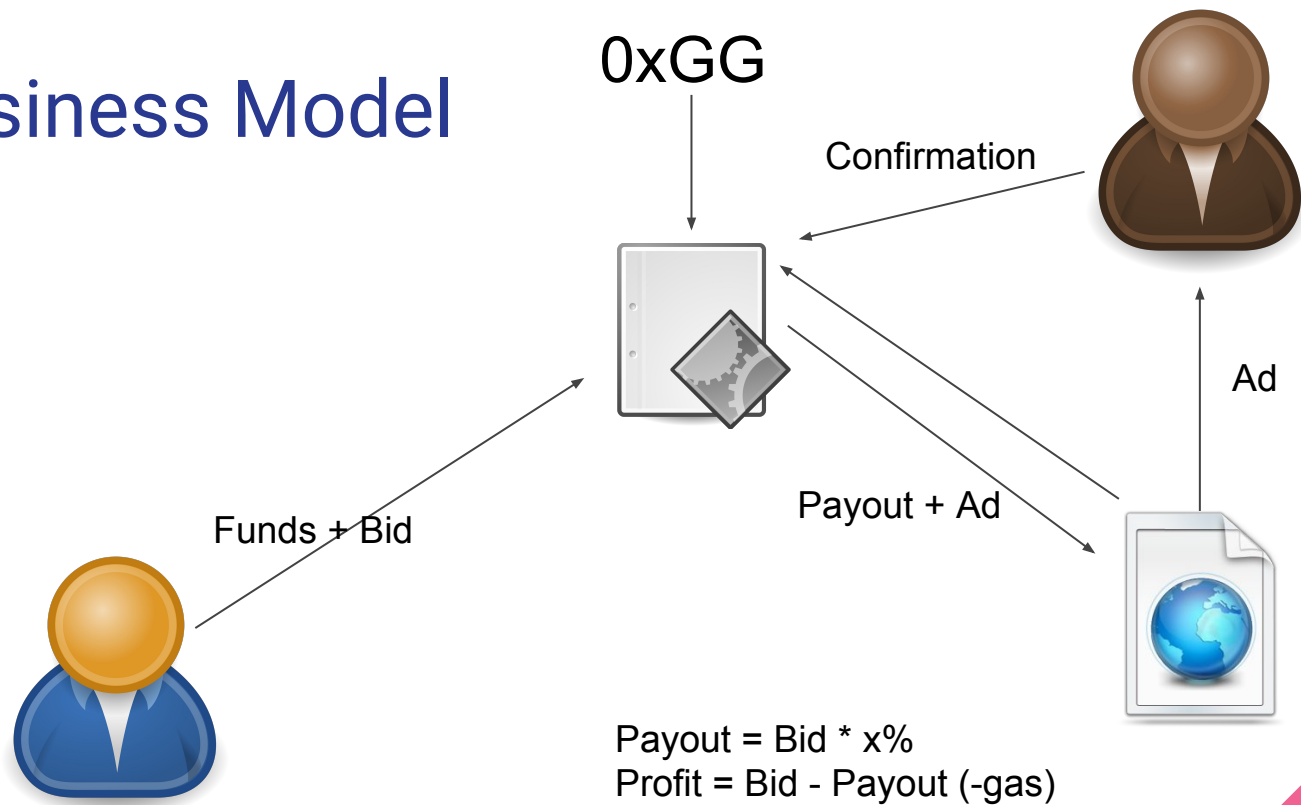 siness Model
0xGG
Confirmation
Ad
Payout + Ad
Funds + Bid
Payout = Bid * x%
Profit = Bid - Payout (-gas)